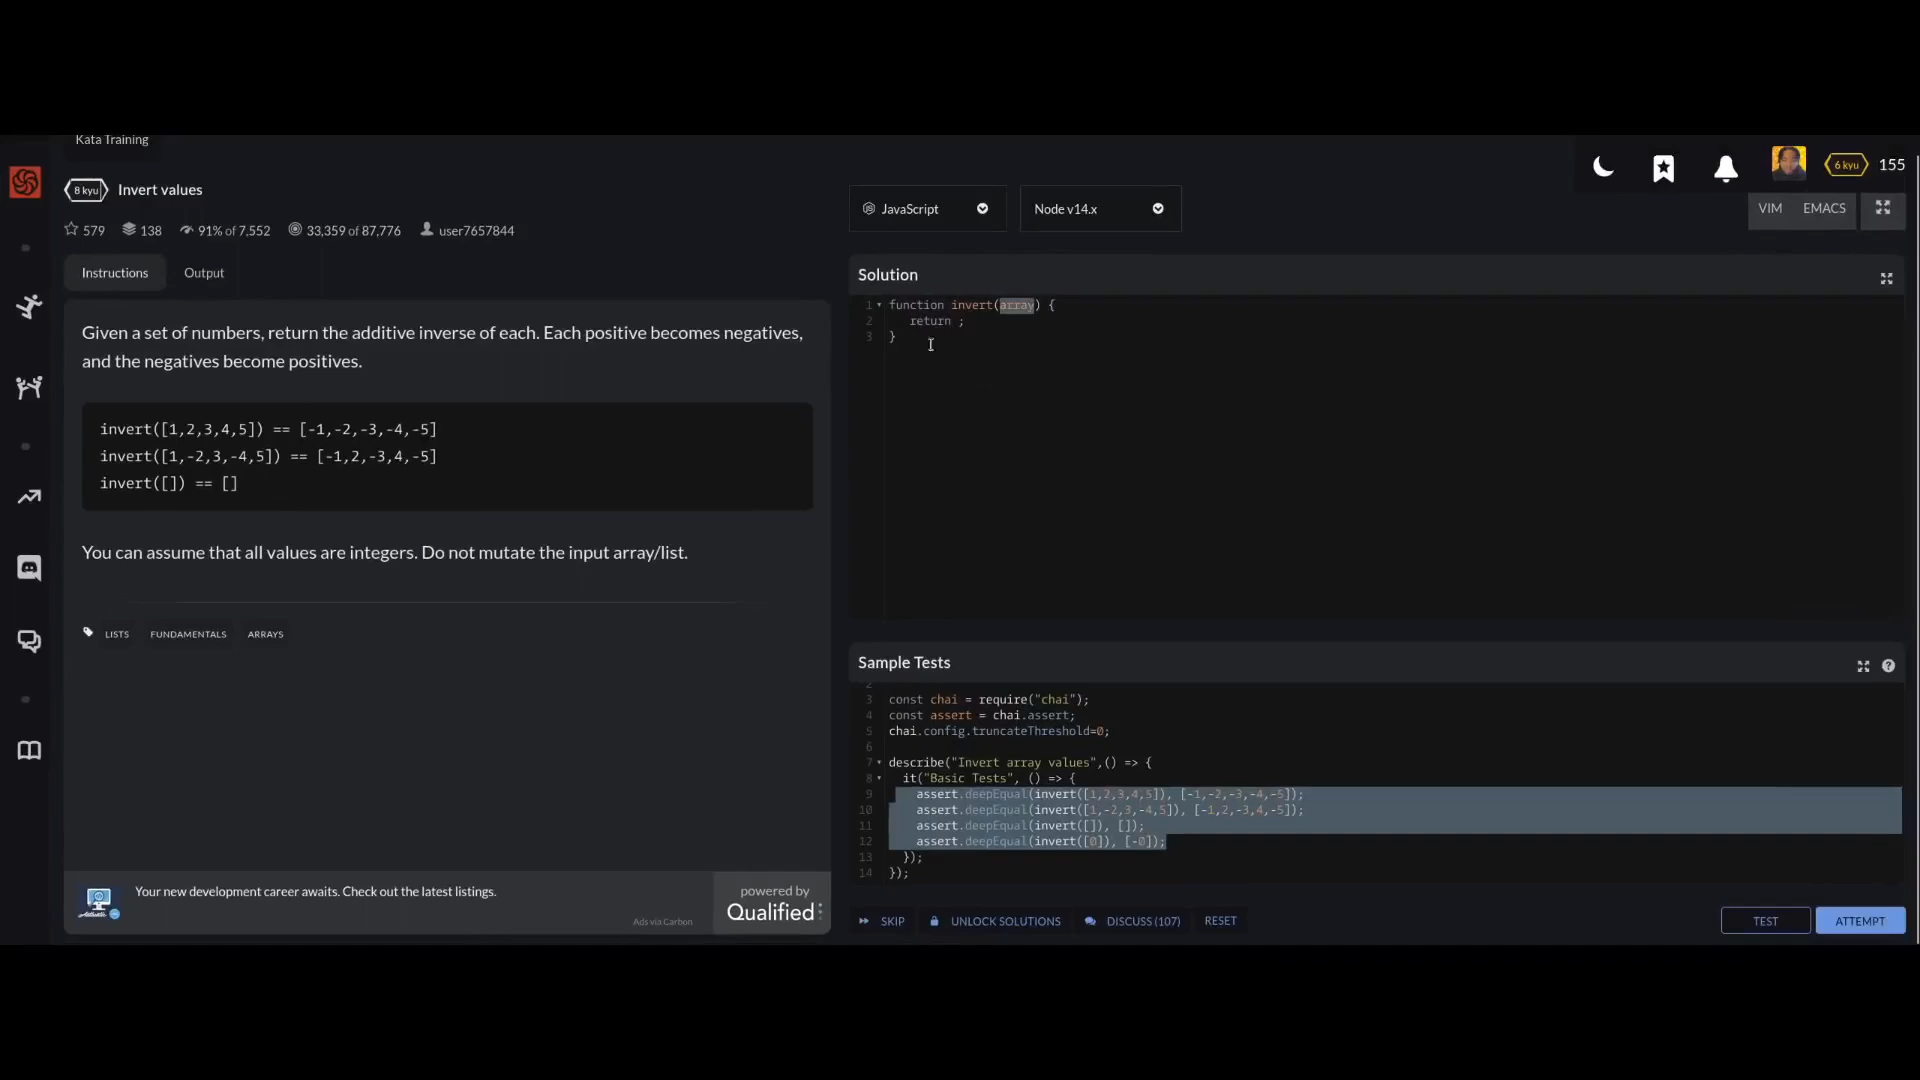 Kata Training
8 kyu Invert values
579 138 91% of 7,552 33,359 of 87,776 user7657844
Instructions Output
Given a set of numbers, return the additive inverse of each. Each positive becomes negatives,
and the negatives become positives.
invert([1,2,3,4,5]) == [-1,-2,-3,-4,-5]
invert([1,-2,3,-4,5]) == [-1,2,-3,4,-5]
invert([]) == []
You can assume that all values are integers. Do not mutate the input array/list.
LISTS FUNDAMENTALS ARRAYS
Your new development career awaits. Check out the latest listings.
Ads via Carbon
powered by
Qualified
6 kyu 155
JavaScript Node v14.x VIM EMACS
Solution
1 function invert(array) {
2 return ;
3 }
Sample Tests
2
3 const chai = require("chai");
4 const assert = chai.assert;
5 chai.config.truncateThreshold=0;
6
7 describe("Invert array values",() => {
8 it("Basic Tests", () => {
9 assert.deepEqual(invert([1,2,3,4,5]), [-1,-2,-3,-4,-5]);
10 assert.deepEqual(invert([1,-2,3,-4,5]), [-1,2,-3,4,-5]);
11 assert.deepEqual(invert([]), []);
12 assert.deepEqual(invert([0]), [-0]);
13 });
14 });
SKIP UNLOCK SOLUTIONS DISCUSS (107) RESET TEST ATTEMPT